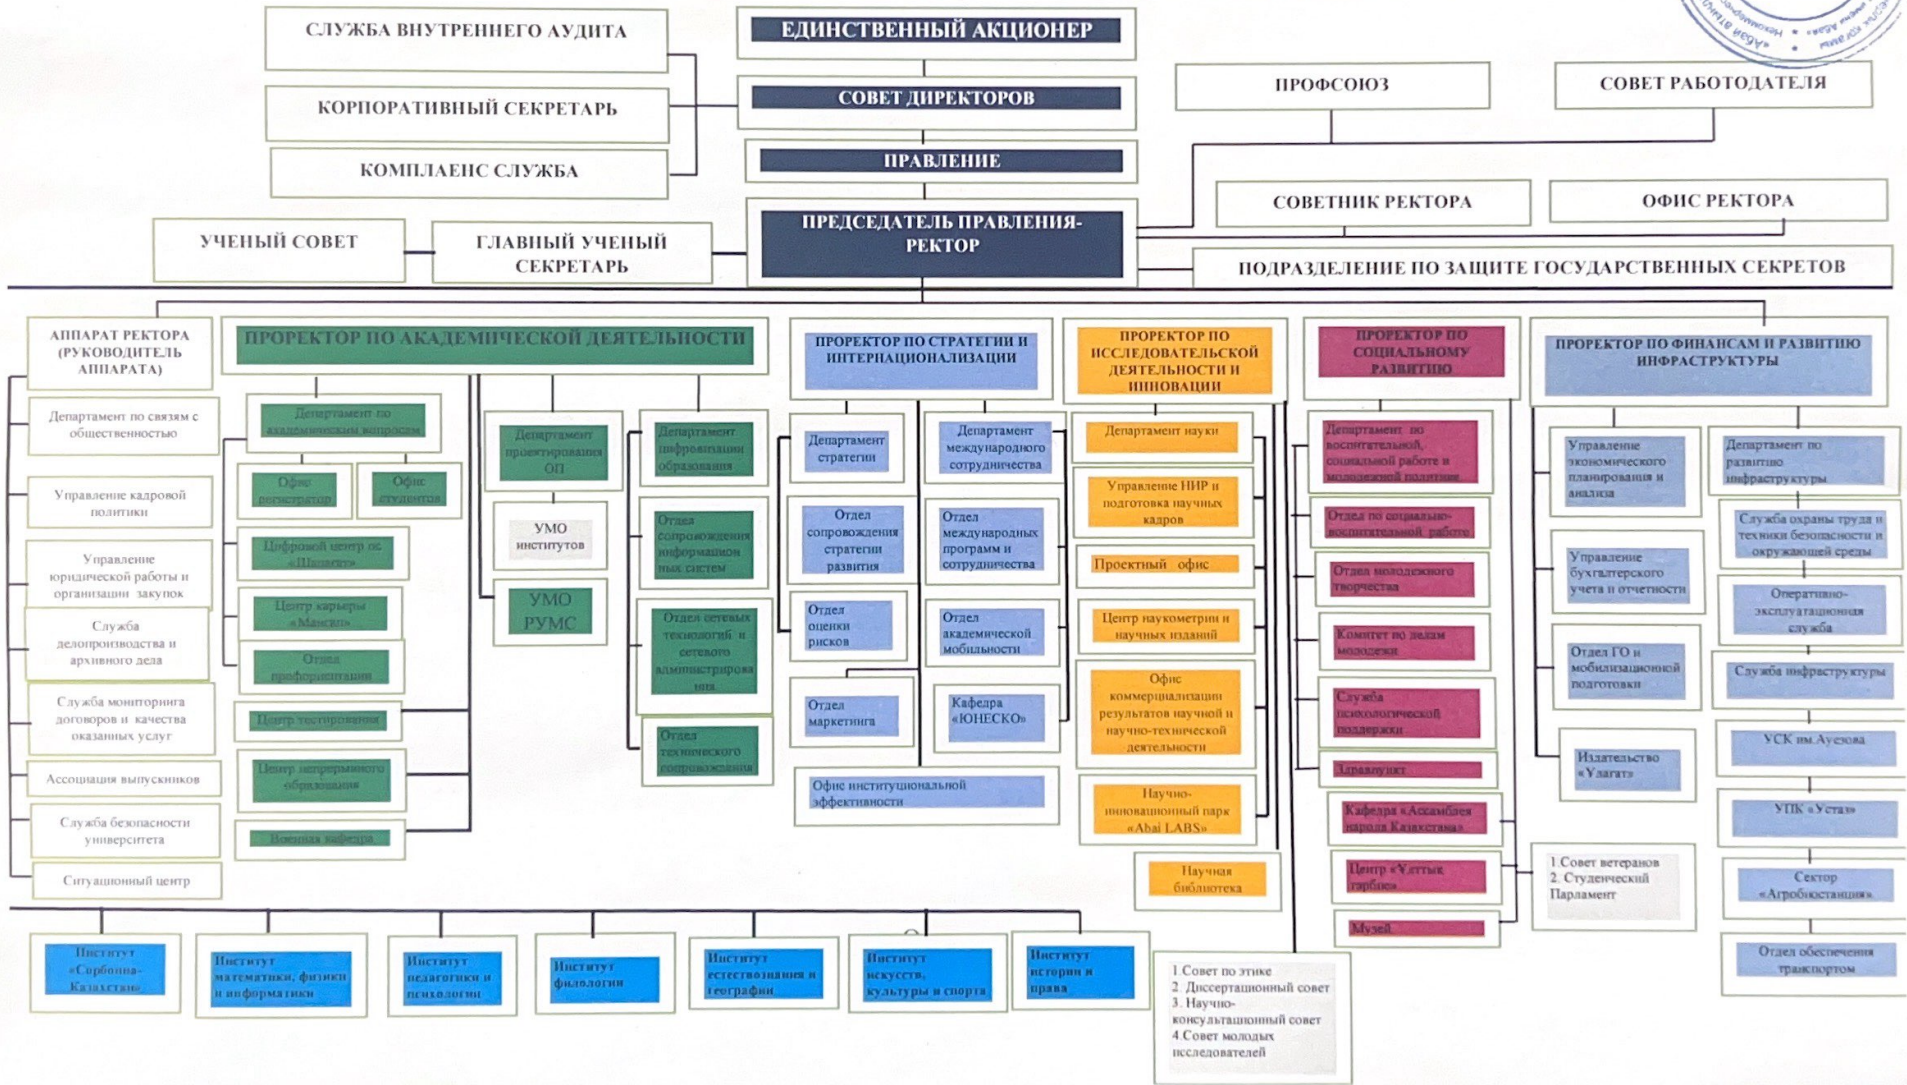 СЛУЖБА ВНУТРЕННЕГО АУДИТА
ЕДИНСТВЕННЫЙ АКЦИОНЕР
КОРПОРАТИВНЫЙ СЕКРЕТАРЬ
СОВЕТ ДИРЕКТОРОВ
ПРОФСОЮЗ
СОВЕТ РАБОТОДАТЕЛЯ
КОМПЛАЕНС СЛУЖБА
ПРАВЛЕНИЕ
СОВЕТНИК РЕКТОРА
ОФИС РЕКТОРА
УЧЕНЫЙ СОВЕТ
ГЛАВНЫЙ УЧЕНЫЙ
СЕКРЕТАРЬ
ПРЕДСЕДАТЕЛЬ ПРАВЛЕНИЯ-
РЕКТОР
ПОДРАЗДЕЛЕНИЕ ПО ЗАЩИТЕ ГОСУДАРСТВЕННЫХ СЕКРЕТОВ
АППАРАТ РЕКТОРА
(РУКОВОДИТЕЛЬ
АППАРАТА)
Департамент по связям с
общественностью
Управление кадровой
политики
Управление
юридической работы и
организации закупок
Служба
делопроизводства и
архивного дела
Служба мониторинга
договоров и качества
оказанных услуг
Ассоциация выпускников
Служба безопасности
университета
Ситуационный центр
ПРОРЕКТОР ПО АКАДЕМИЧЕСКОЙ ДЕЯТЕЛЬНОСТИ
Департамент по
академическим вопросам
Офис
регистратор
Офис
студентов
Цифровой центр ос
Центр карьеры
«Мансап»
Отдел
профориентации
Центр тестирования
Центр непрерывного
образования
Военная кафедра
Департамент
проектирования
ОП
УМО
институтов
УМО
РУМС
Департамент
цифровизации
образования
Отдел
сопровождения
информацион
ных систем
Отдел сетевых
технологий и
сетевого
администрирова
ния
Отдел
технического
сопровождения
ПРОРЕКТОР ПО СТРАТЕГИИ И
ИНТЕРНАЦИОНАЛИЗАЦИИ
Департамент
стратегии
Отдел
сопровождения
стратегии
развития
Отдел
оценки
рисков
Отдел
маркетинга
Департамент
международного
сотрудничества
Отдел
международных
программ и
сотрудничества
Отдел
академической
мобильности
Кафедра
«ЮНЕСКО»
Офис институциональной
эффективности
ПРОРЕКТОР ПО
ИССЛЕДОВАТЕЛЬСКОЙ
ДЕЯТЕЛЬНОСТИ И
ИННОВАЦИИ
Департамент науки
Управление НИР и
подготовка научных
кадров
Проектный офис
Центр наукометрии и
научных изданий
Офис
коммерциализации
результатов научной и
научно-технической
деятельности
Научно-
инновационный парк
«Abai LABS»
Научная
библиотека
1.Совет по этике
2. Диссертационный совет
3. Научно-
консультационный совет
4.Совет молодых
исследователей
ПРОРЕКТОР ПО
СОЦИАЛЬНОМУ
РАЗВИТИЮ
Департамент по
воспитательной,
социальной работе и
молодежной политике
Отдел по социально-
воспитательной работе
Отдел молодежного
творчества
Комитет по делам
молодежи
Служба
психологической
поддержки
Здравпункт
Кафедра «Ассамблея
народа Казахстана»
Центр «Ұлттық
тәрбие»
Музей
1.Совет ветеранов
2. Студенческий
Парламент
ПРОРЕКТОР ПО ФИНАНСАМ И РАЗВИТИЮ
ИНФРАСТРУКТУРЫ
Управление
экономического
планирования и
анализа
Управление
бухгалтерского
учета и отчетности
Отдел ГО и
мобилизационной
подготовки
Издательство
«Ұлағат»
Департамент по
развитию
инфраструктуры
Служба охраны труда и
техники безопасности и
окружающей среды
Оперативно-
эксплуатационная
служба
Служба инфраструктуры
УСК им.Ауезова
УПК «Устаз»
Сектор
«Агробиостанция»
Отдел обеспечения
транспортом
Институт
«Сорбонна-
Казахстан»
Институт
математики, физики
и информатики
Институт
педагогики и
психологии
Институт
филологии
Институт
естествознания и
географии
Институт
искусств,
культуры и спорта
Институт
истории и
права